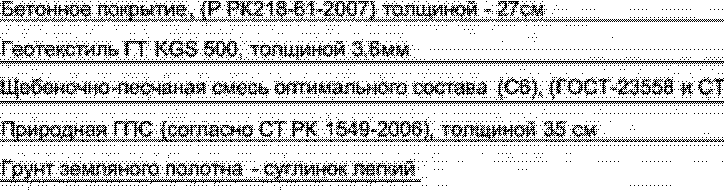 Бетонное покрытие, (Р РК218-61-2007) толщиной - 27см
Геотекстиль ГТ KGS 500, толщиной 3,6мм
Щебеночно-песчаная смесь оптимального состава (С6), (ГОСТ-23558 и СТ
Природная ГПС (согласно СТ РК 1549-2006), толщиной 35 см
Грунт земляного полотна - суглинок легкий